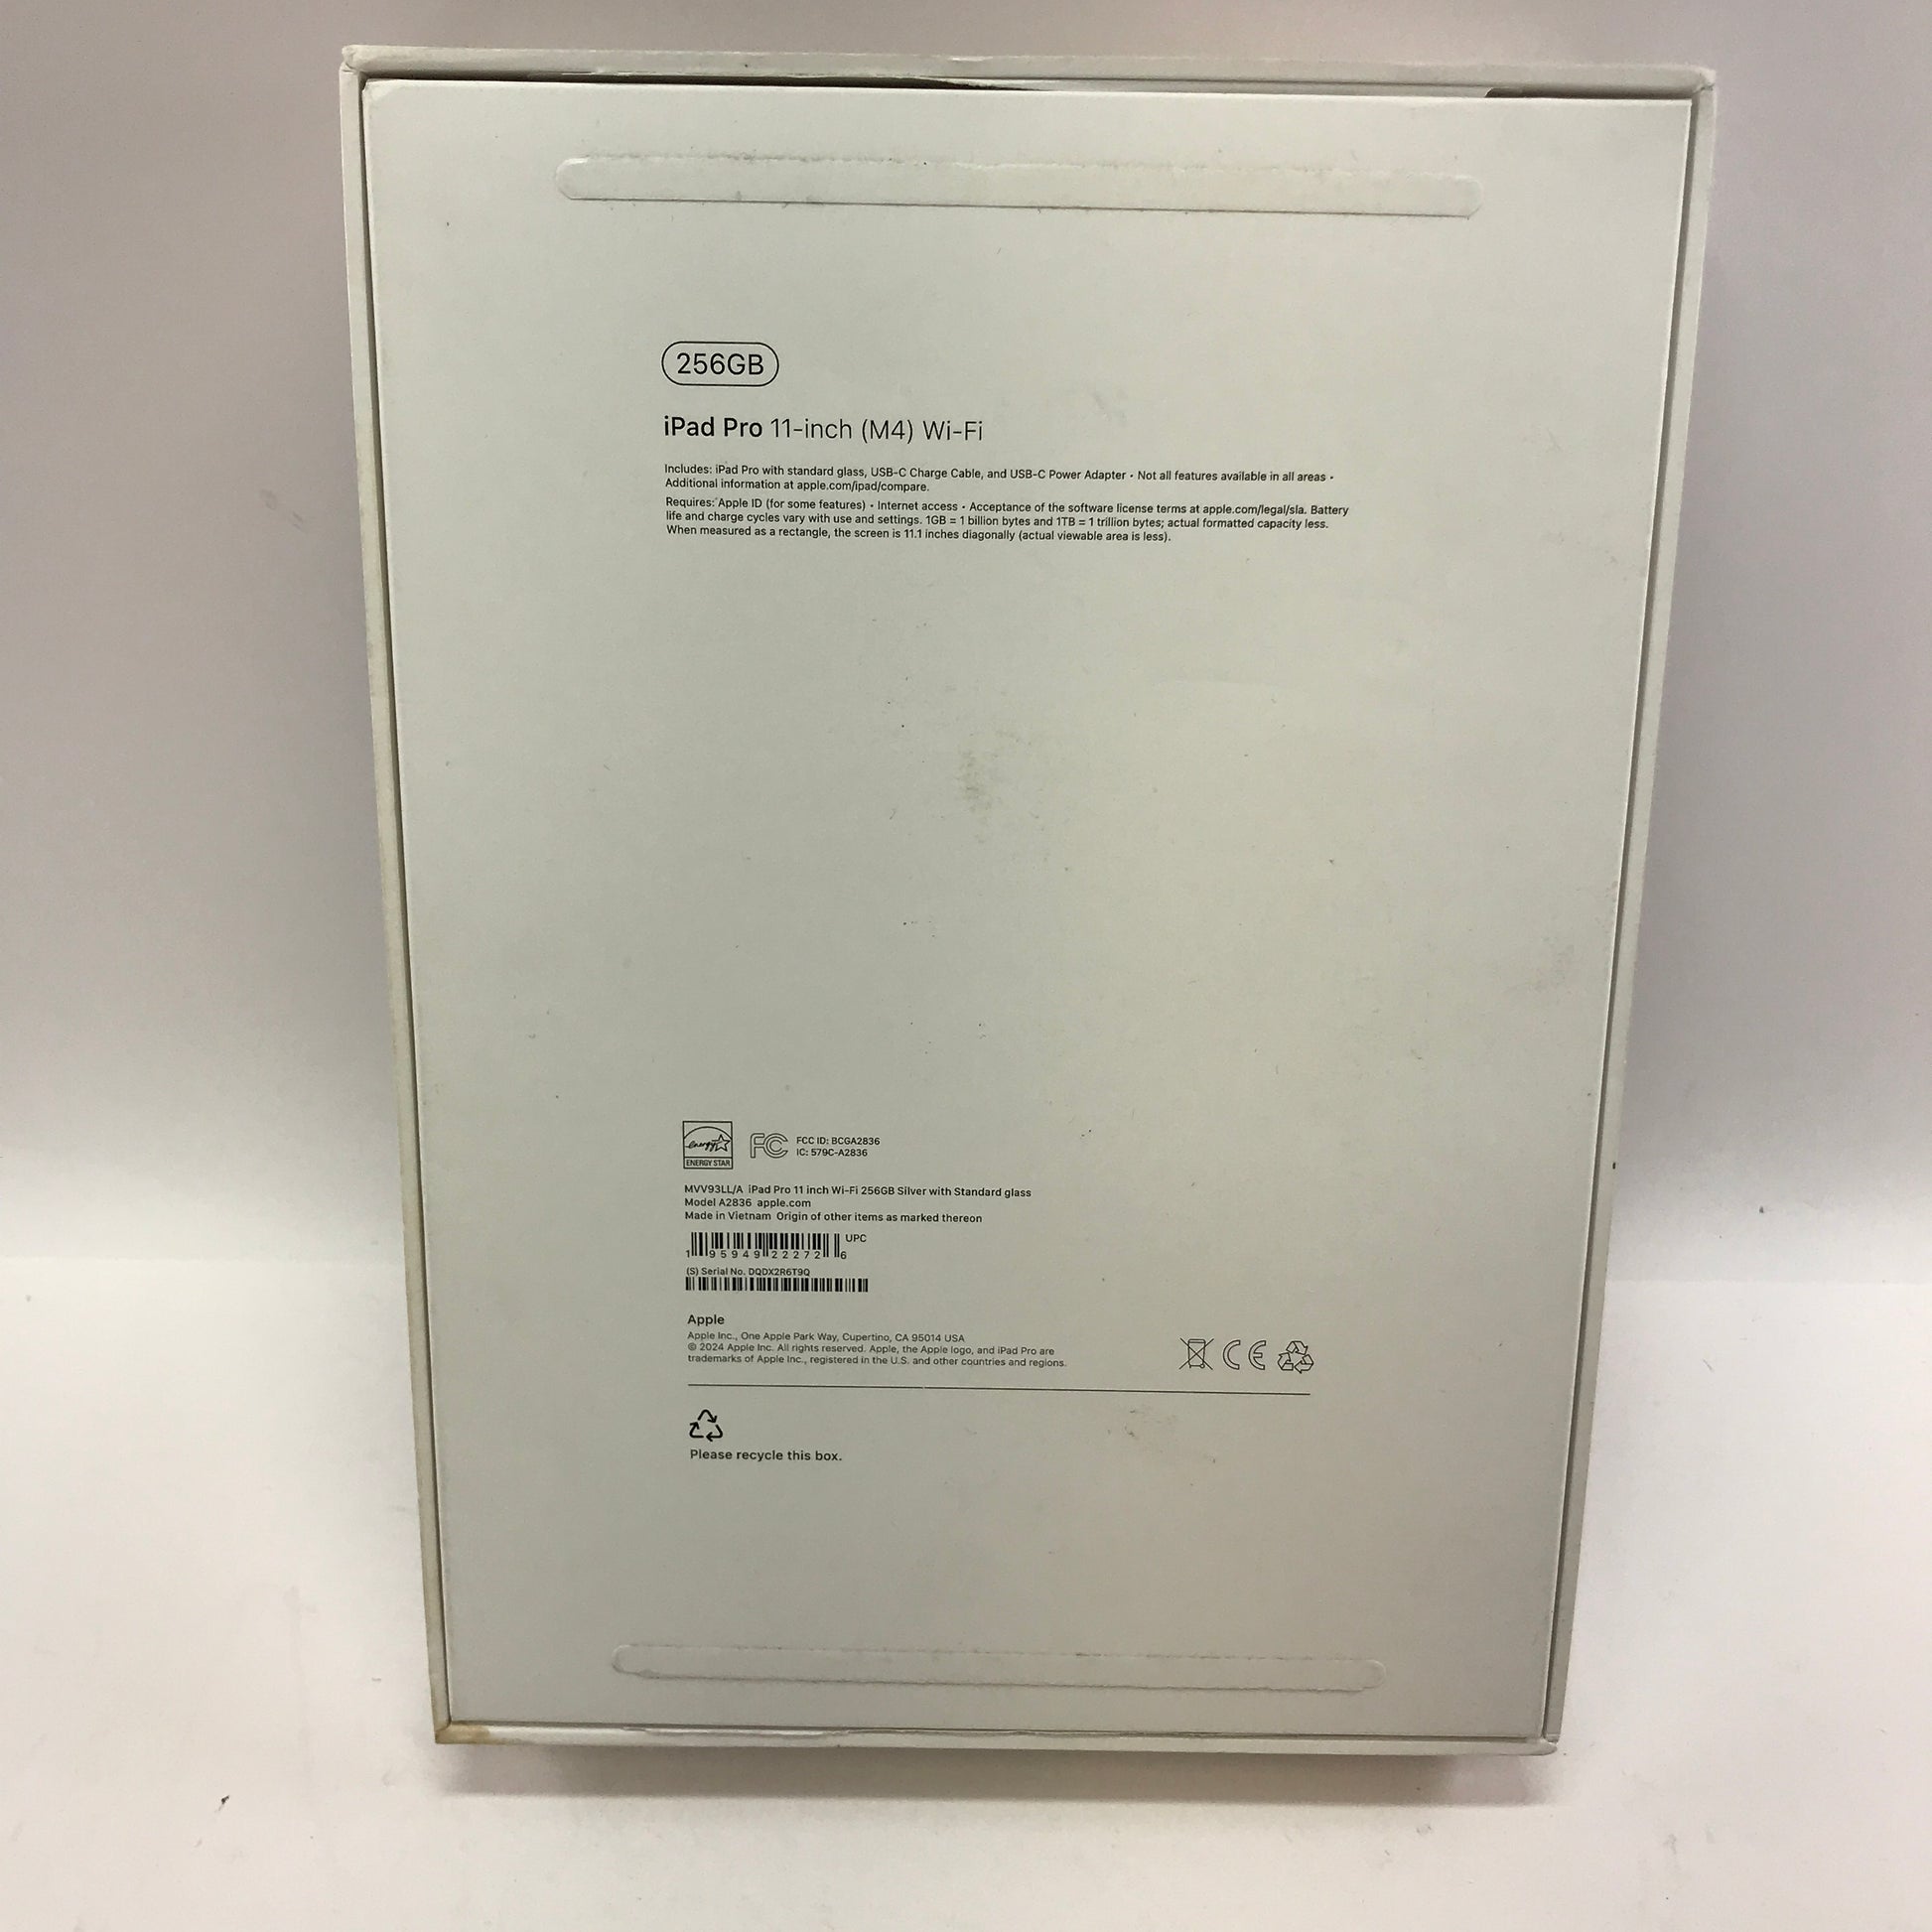 256GB
iPad Pro 11-inch (M4) Wi-Fi
Includes: iPad Pro with standard glass, USB-C Charge Cable, and USB-C Power Adapter • Not all features available in all areas •
Additional information at apple.com/ipad/compare.
Requires: Apple ID (for some features) • Internet access • Acceptance of the software license terms at apple.com/legal/sla. Battery
life and charge cycles vary with use and settings. 1GB = 1 billion bytes and 1TB = 1 trillion bytes; actual formatted capacity less.
When measured as a rectangle, the screen is 11.1 inches diagonally (actual viewable area is less).
energy
ENERGY STAR
FC
FCC ID: BCGA2836
IC: 579C-A2836
MVV93LL/A iPad Pro 11 inch Wi-Fi 256GB Silver with Standard glass
Model A2836 apple.com
Made in Vietnam Origin of other items as marked thereon
UPC
1 95949 22272 6
(S) Serial No. DQDX2R6T9Q
Apple
Apple Inc., One Apple Park Way, Cupertino, CA 95014 USA
© 2024 Apple Inc. All rights reserved. Apple, the Apple logo, and iPad Pro are
trademarks of Apple Inc., registered in the U.S. and other countries and regions.
CE
Please recycle this box.